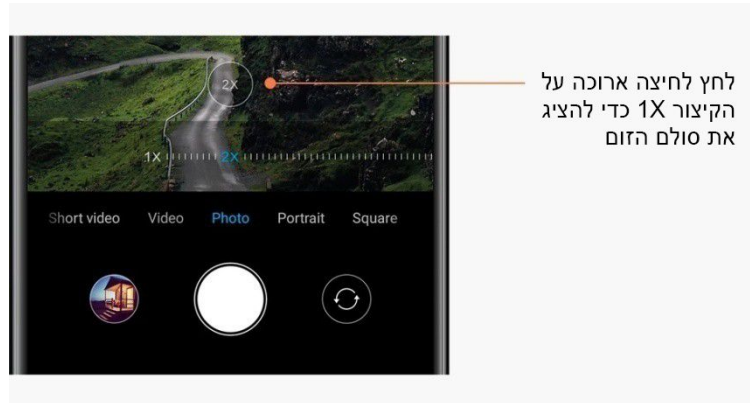 2X
לחץ לחיצה ארוכה על
הקיצור 1X כדי להציג
את סולם הזום
1X 2X
Short video Video Photo Portrait Square